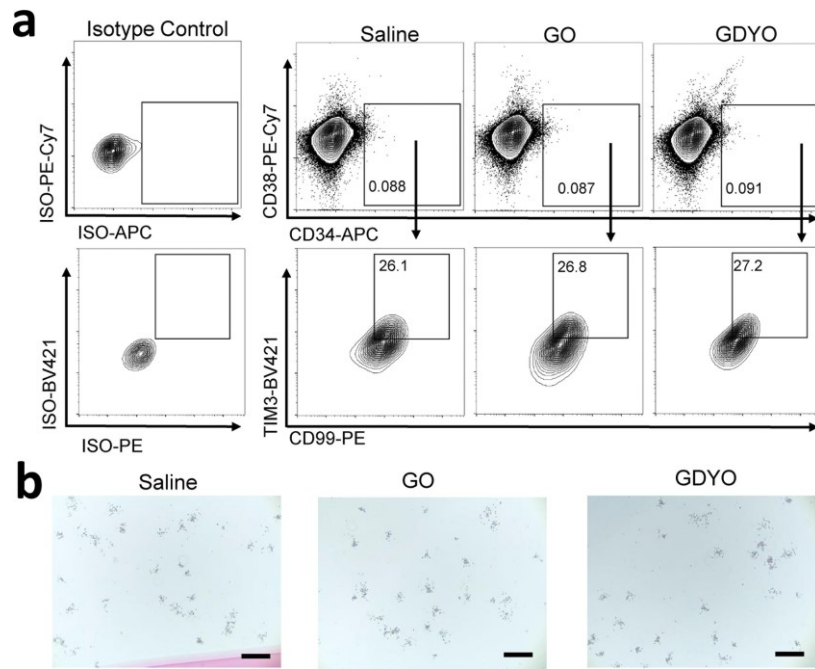 a
Isotype Control
Saline
GO
GDYO
ISO-PE-Cy7
ISO-APC
CD38-PE-Cy7
0.088
0.087
0.091
CD34-APC
ISO-BV421
ISO-PE
TIM3-BV421
26.1
26.8
27.2
CD99-PE
b
Saline
GO
GDYO